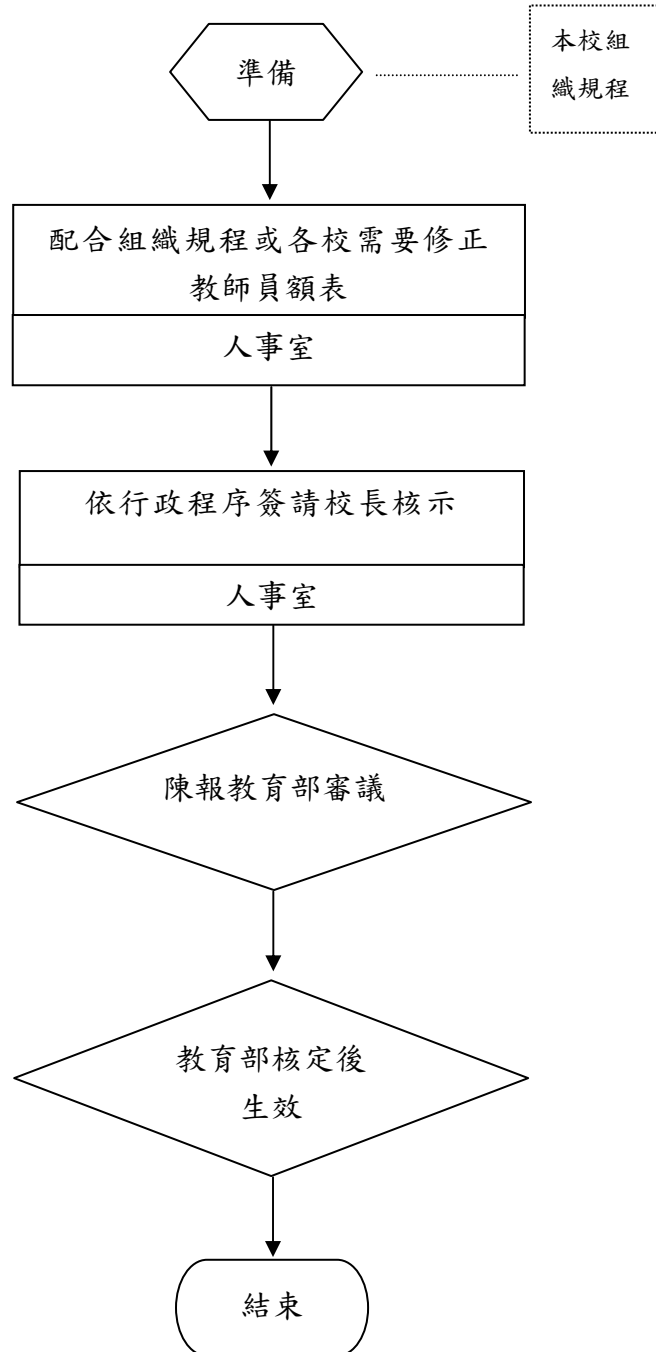 準備
本校組
織規程
配合組織規程或各校需要修正
教師員額表
人事室
依行政程序簽請校長核示
人事室
陳報教育部審議
教育部核定後
生效
結束